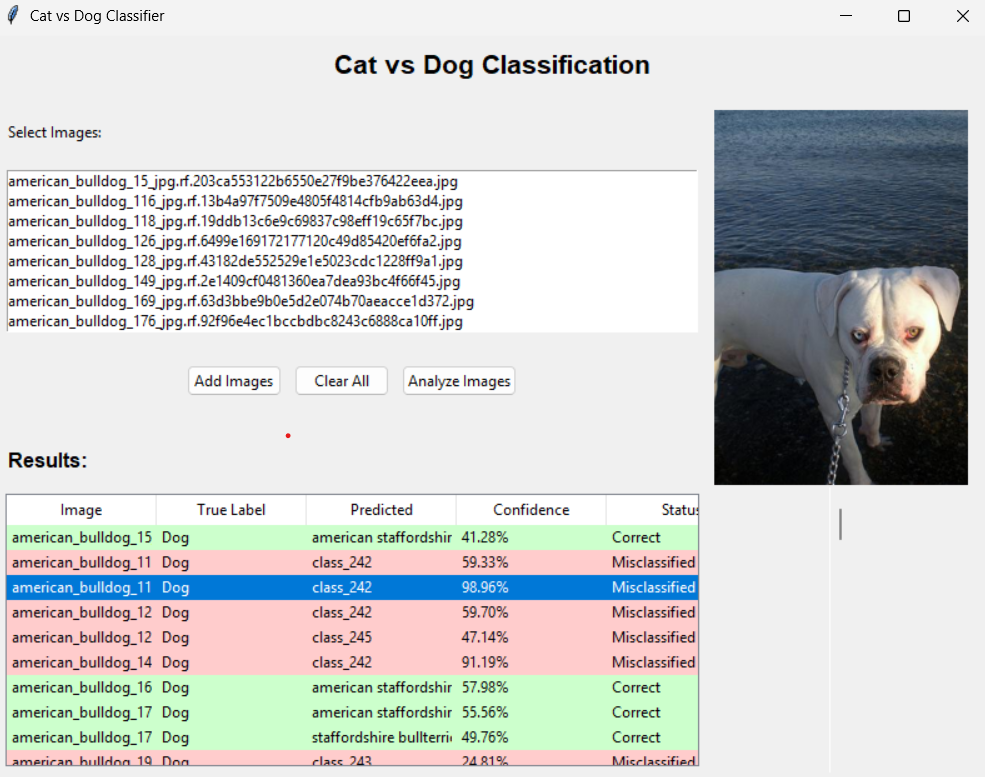 Cat vs Dog Classifier
Cat vs Dog Classification
Select Images:
american_bulldog_15_jpg.rf.203ca553122b6550e27f9be376422eea.jpg
american_bulldog_116_jpg.rf.13b4a97f7509e4805f4814cfb9ab63d4.jpg
american_bulldog_118_jpg.rf.19ddb13c6e9c69837c98eff19c65f7bc.jpg
american_bulldog_126_jpg.rf.6499e169172177120c49d85420ef6fa2.jpg
american_bulldog_128_jpg.rf.43182de552529e1e5023cdc1228ff9a1.jpg
american_bulldog_149_jpg.rf.2e1409cf0481360ea7dea93bc4f66f45.jpg
american_bulldog_169_jpg.rf.63d3bbe9b0e5d2e074b70aeacce1d372.jpg
american_bulldog_176_jpg.rf.92f96e4ec1bccbdbc8243c6888ca10ff.jpg
Add Images Clear All Analyze Images
Results:
Image True Label Predicted Confidence Status
american_bulldog_15 Dog american staffordshir 41.28% Correct
american_bulldog_11 Dog class_242 59.33% Misclassified
american_bulldog_11 Dog class_242 98.96% Misclassified
american_bulldog_12 Dog class_242 59.70% Misclassified
american_bulldog_12 Dog class_245 47.14% Misclassified
american_bulldog_14 Dog class_242 91.19% Misclassified
american_bulldog_16 Dog american staffordshir 57.98% Correct
american_bulldog_17 Dog american staffordshir 55.56% Correct
american_bulldog_17 Dog staffordshire bullterri 49.76% Correct
american_bulldog_19 Dog class_243 24.81% Misclassified